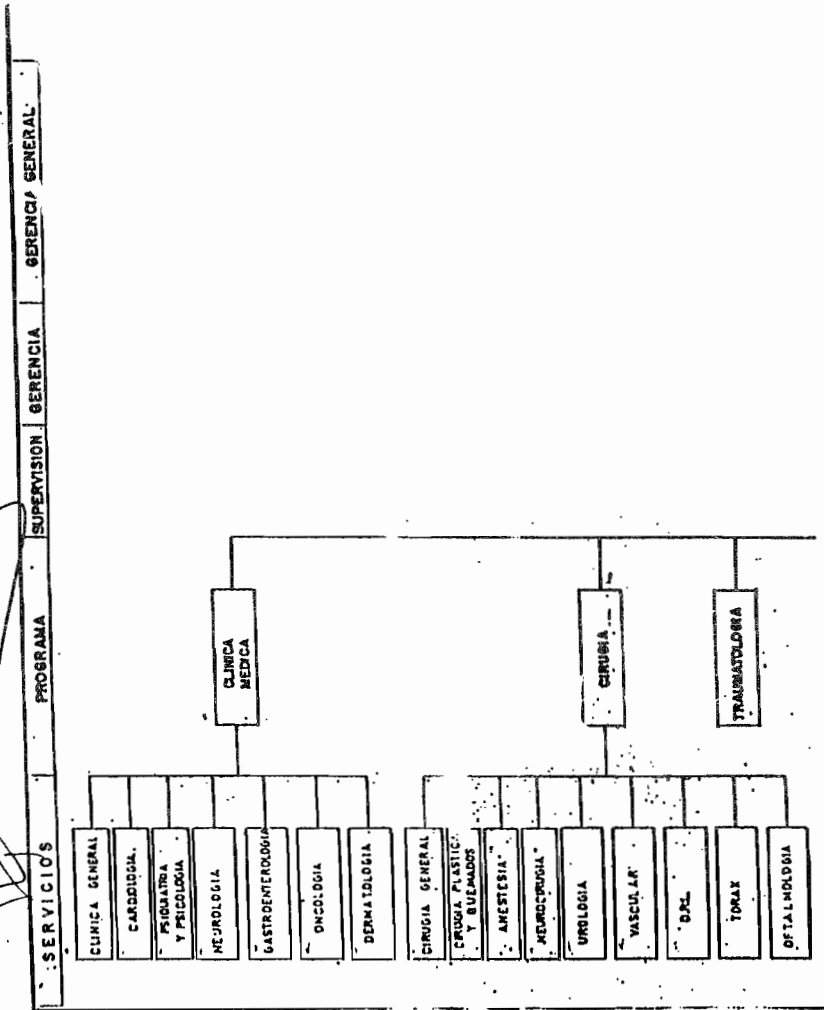 SERVICIOS
PROGRAMA
SUPERVISION
GERENCIA
GERENCIA GENERAL
CLINICA GENERAL
CARDIOLOGIA
PSIQUIATRIA
Y PSICOLOGIA
NEUROLOGIA
GASTROENTEROLOGIA
ONCOLOGIA
DERMATOLOGIA
CLINICA
MEDICA
CIRUGIA GENERAL
CIRUGIA PLASTICA
Y QUEMADOS
ANESTESIA
NEUROCIRUGIA
UROLOGIA
VASCULAR
O.R.L.
TORAX
OFTALMOLOGIA
CIRUGIA
TRAUMATOLOGIA